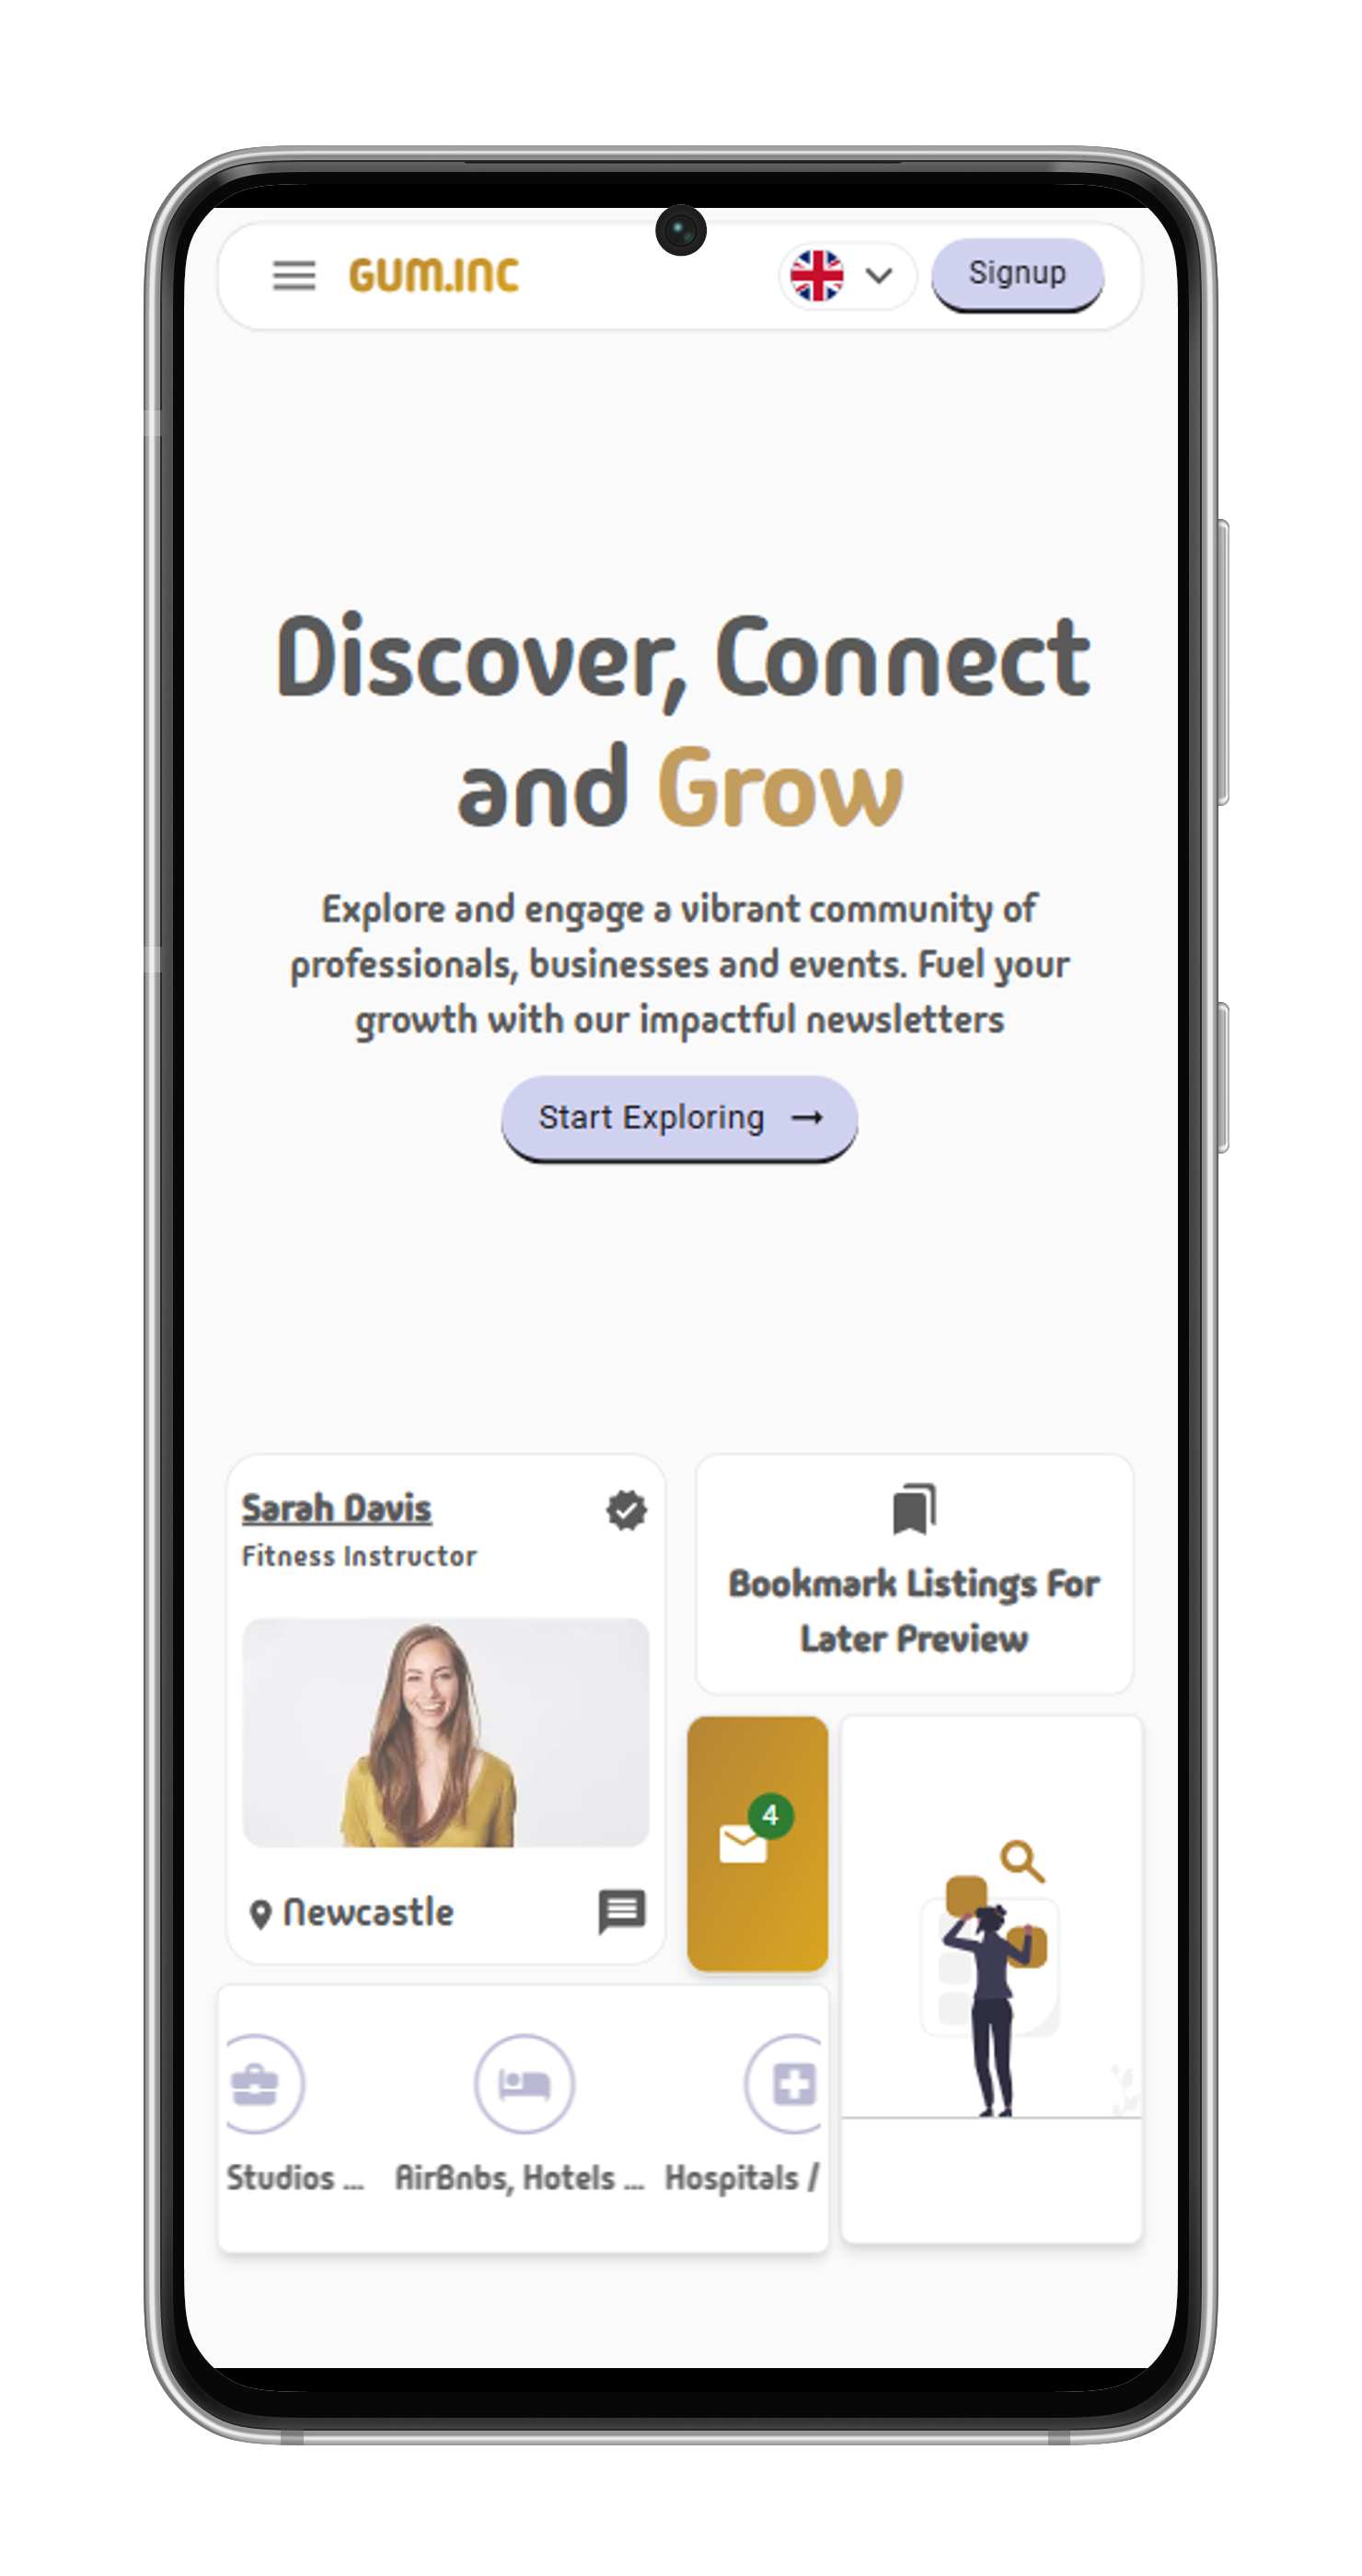 GUM.INC
Signup
Discover, Connect
and Grow
Explore and engage a vibrant community of
professionals, businesses and events. Fuel your
growth with our impactful newsletters
Start Exploring
Sarah Davis
Fitness Instructor
Newcastle
Bookmark Listings For
Later Preview
4
Studios ...
AirBnbs, Hotels ...
Hospitals /